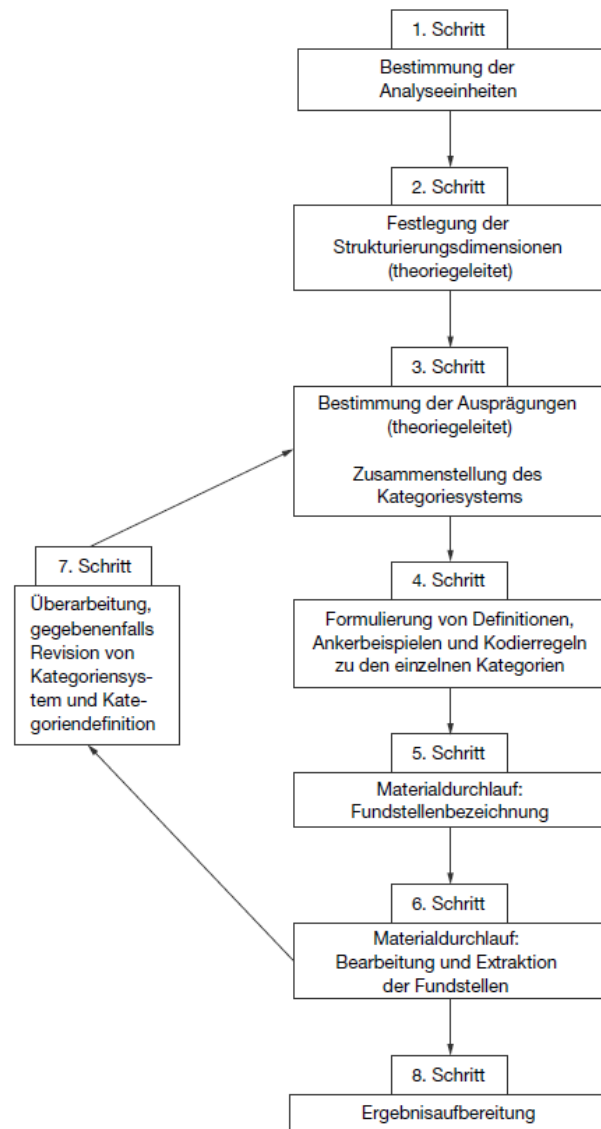 1. Schritt
Bestimmung der
Analyseeinheiten
2. Schritt
Festlegung der
Strukturierungsdimensionen
(theoriegeleitet)
3. Schritt
Bestimmung der Ausprägungen
(theoriegeleitet)
Zusammenstellung des
Kategoriesystems
4. Schritt
Formulierung von Definitionen,
Ankerbeispielen und Kodierregeln
zu den einzelnen Kategorien
5. Schritt
Materialdurchlauf:
Fundstellenbezeichnung
6. Schritt
Materialdurchlauf:
Bearbeitung und Extraktion
der Fundstellen
7. Schritt
Überarbeitung,
gegebenenfalls
Revision von
Kategoriensys-
tem und Kate-
goriendefinition
8. Schritt
Ergebnisaufbereitung